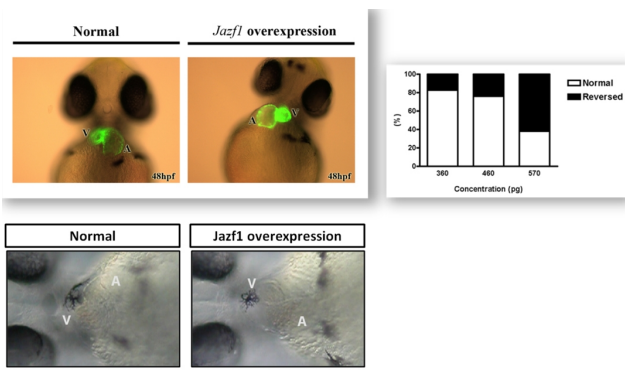 Normal
Jazf1 overexpression
V
A
48hpf
A
V
48hpf
100
80
60
40
20
0
(%)
360 460 570
Concentration (pg)
Normal
Reversed
Normal
Jazf1 overexpression
A
V
V
A